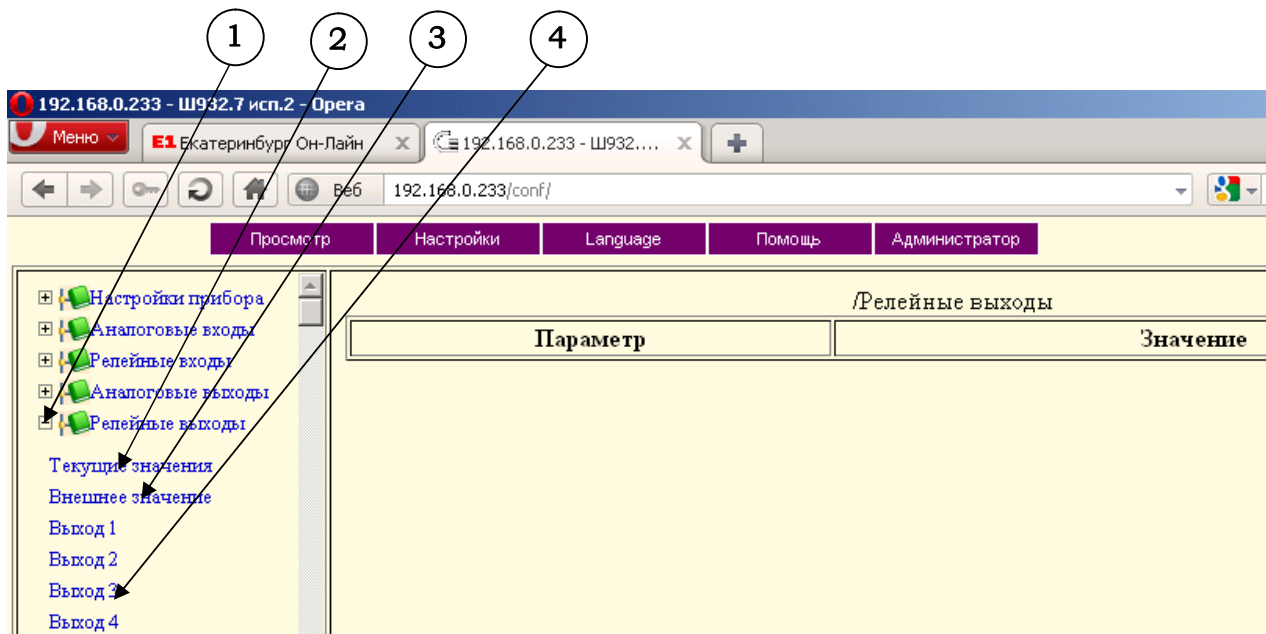 1 2 3 4
192.168.0.233 - Ш932.7 исп.2 - Opera
Меню E1 Екатеринбург Он-Лайн 192.168.0.233 - Ш932....
Веб 192.168.0.233/conf/
Просмотр Настройки Language Помощь Администратор
Настройки прибора
Аналоговые входы
Релейные входы
Аналоговые выходы
Релейные выходы
Текущие значения
Внешнее значение
Выход 1
Выход 2
Выход 3
Выход 4
/Релейные выходы
Параметр Значение